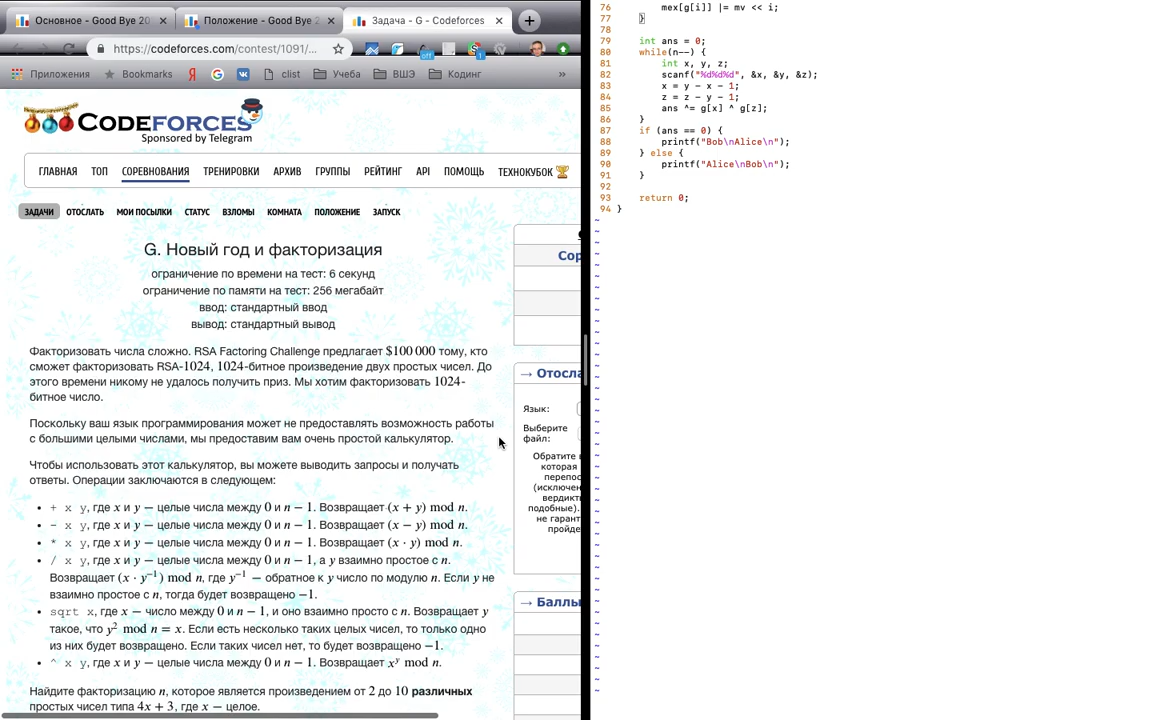 Основное - Good Bye 20
Положение - Good Bye 2
Задача - G - Codeforces
https://codeforces.com/contest/1091/...
Приложения
Bookmarks
clist
Учеба
ВШЭ
Кодинг
»
CODEFORCES
Sponsored by Telegram
ГЛАВНАЯ ТОП СОРЕВНОВАНИЯ ТРЕНИРОВКИ АРХИВ ГРУППЫ РЕЙТИНГ API ПОМОЩЬ ТЕХНОКУБОК
ЗАДАЧИ ОТОСЛАТЬ МОИ ПОСЫЛКИ СТАТУС ВЗЛОМЫ КОМНАТА ПОЛОЖЕНИЕ ЗАПУСК
G. Новый год и факторизация
ограничение по времени на тест: 6 секунд
ограничение по памяти на тест: 256 мегабайт
ввод: стандартный ввод
вывод: стандартный вывод
Факторизовать числа сложно. RSA Factoring Challenge предлагает $100 000 тому, кто
сможет факторизовать RSA-1024, 1024-битное произведение двух простых чисел. До
этого времени никому не удалось получить приз. Мы хотим факторизовать 1024-
битное число.
Поскольку ваш язык программирования может не предоставлять возможность работы
с большими целыми числами, мы предоставим вам очень простой калькулятор.
Чтобы использовать этот калькулятор, вы можете выводить запросы и получать
ответы. Операции заключаются в следующем:
• + x y, где x и y — целые числа между 0 и n − 1. Возвращает (x + y) mod n.
• - x y, где x и y — целые числа между 0 и n − 1. Возвращает (x − y) mod n.
• * x y, где x и y — целые числа между 0 и n − 1. Возвращает (x · y) mod n.
• / x y, где x и y — целые числа между 0 и n − 1, а y взаимно простое с n.
Возвращает (x · y⁻¹) mod n, где y⁻¹ — обратное к y число по модулю n. Если y не
взаимно простое с n, тогда будет возвращено −1.
• sqrt x, где x — число между 0 и n − 1, и оно взаимно просто с n. Возвращает y
такое, что y² mod n = x. Если есть несколько таких целых чисел, то только одно
из них будет возвращено. Если таких чисел нет, то будет возвращено −1.
• ^ x y, где x и y — целые числа между 0 и n − 1. Возвращает xʸ mod n.
Найдите факторизацию n, которое является произведением от 2 до 10 различных
простых чисел типа 4x + 3, где x — целое.
Сор
→ Отосла
Язык:
Выберите
файл:
Обратите
которая
перепос
(исключен
вердикт
подобные).
не гарант
пройде
→ Баллы
76 mex[g[i]] |= mv << i;
77 }
78
79 int ans = 0;
80 while(n--) {
81 int x, y, z;
82 scanf("%d%d%d", &x, &y, &z);
83 x = y - x - 1;
84 z = z - y - 1;
85 ans ^= g[x] ^ g[z];
86 }
87 if (ans == 0) {
88 printf("Bob\nAlice\n");
89 } else {
90 printf("Alice\nBob\n");
91 }
92
93 return 0;
94 }